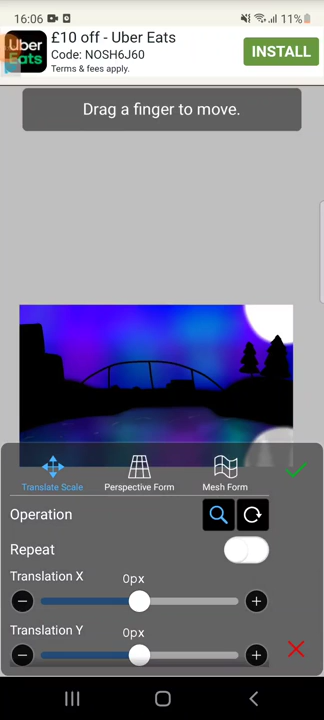 16:06 11%
Uber Eats
£10 off - Uber Eats
Code: NOSH6J60
Terms & fees apply.
INSTALL
Drag a finger to move.
Translate Scale Perspective Form Mesh Form
Operation
Repeat
Translation X
0px
Translation Y
0px